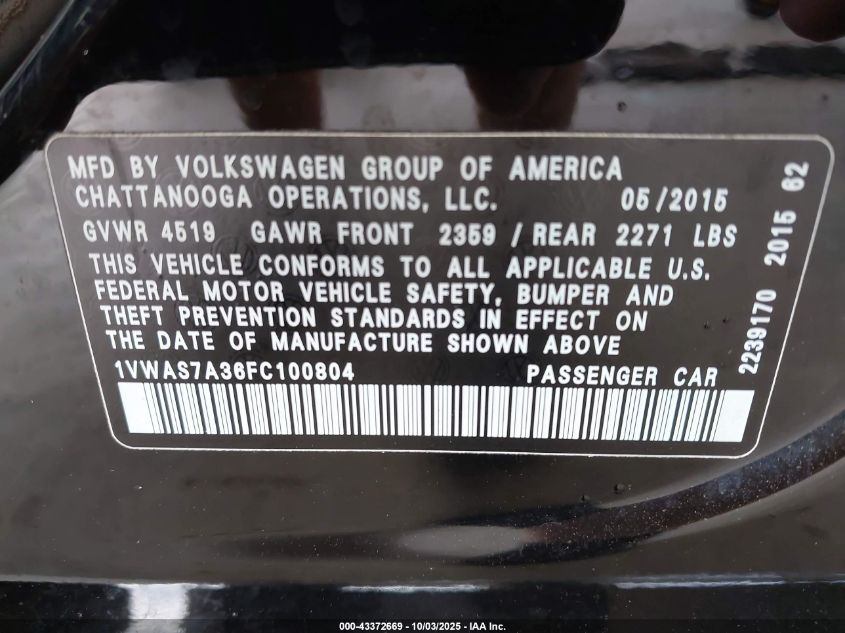 MFD BY VOLKSWAGEN GROUP OF AMERICA
CHATTANOOGA OPERATIONS, LLC. 05/2015
GVWR 4519 GAWR FRONT 2359 / REAR 2271 LBS
THIS VEHICLE CONFORMS TO ALL APPLICABLE U.S.
FEDERAL MOTOR VEHICLE SAFETY, BUMPER AND
THEFT PREVENTION STANDARDS IN EFFECT ON
THE DATE OF MANUFACTURE SHOWN ABOVE
1VWAS7A36FC100804 PASSENGER CAR
2239170 2015 62
000-43372669 - 10/03/2025 - IAA Inc.